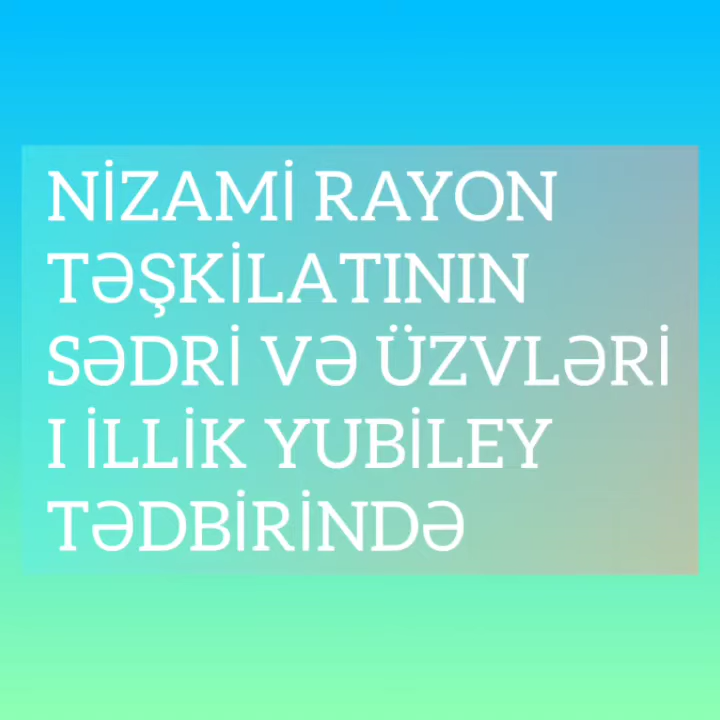 NİZAMİ RAYON
TƏŞKİLATININ
SƏDRİ VƏ ÜZVLƏRİ
I İLLİK YUBİLEY
TƏDBİRİNDƏ